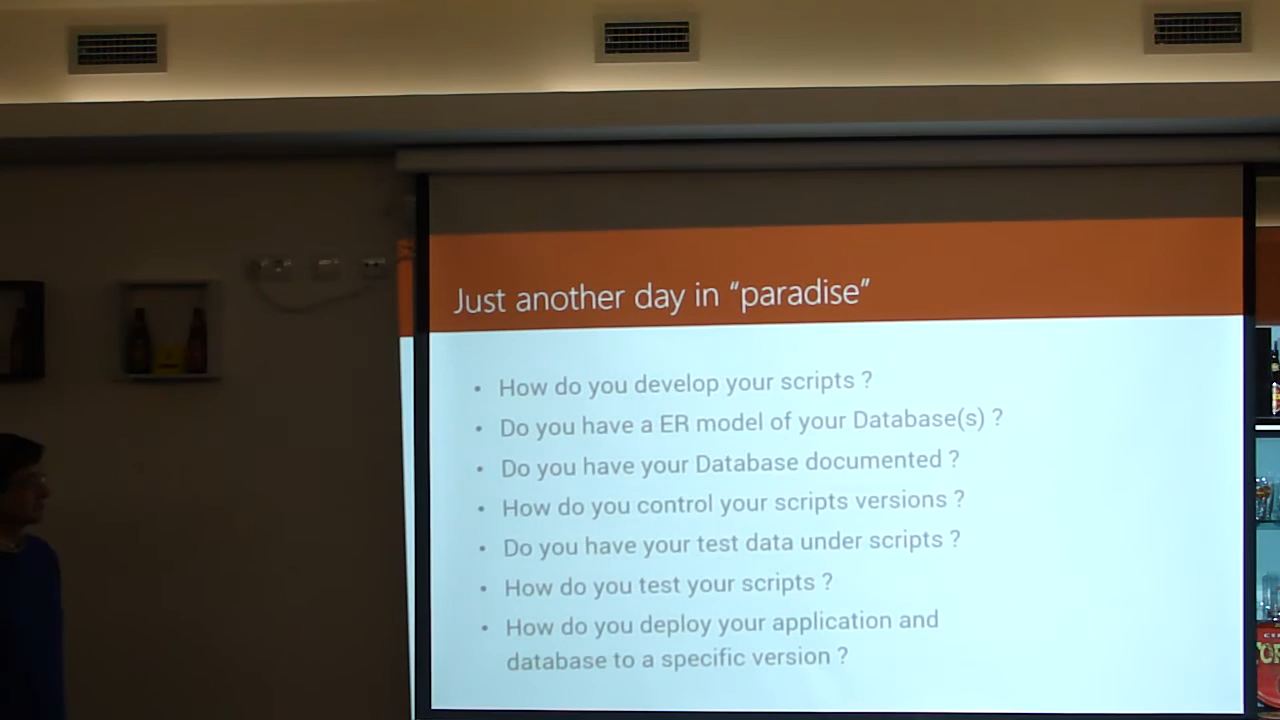 Just another day in “paradise”
• How do you develop your scripts ?
• Do you have a ER model of your Database(s) ?
• Do you have your Database documented ?
• How do you control your scripts versions ?
• Do you have your test data under scripts ?
• How do you test your scripts ?
• How do you deploy your application and
database to a specific version ?